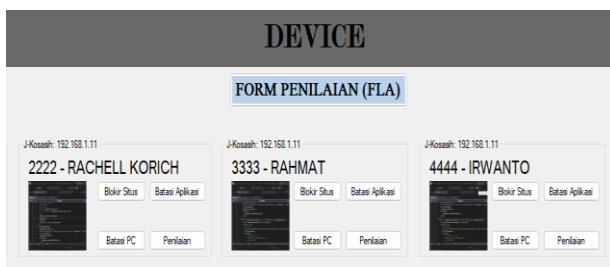 DEVICE
FORM PENILAIAN (FLA)
J-Kosasih: 192.168.1.11
2222 - RACHELL KORICH
Blokir Situs
Batasi Aplikasi
Batasi PC
Penilaian
J-Kosasih: 192.168.1.11
3333 - RAHMAT
Blokir Situs
Batasi Aplikasi
Batasi PC
Penilaian
J-Kosasih: 192.168.1.11
4444 - IRWANTO
Blokir Situs
Batasi Aplikasi
Batasi PC
Penilaian